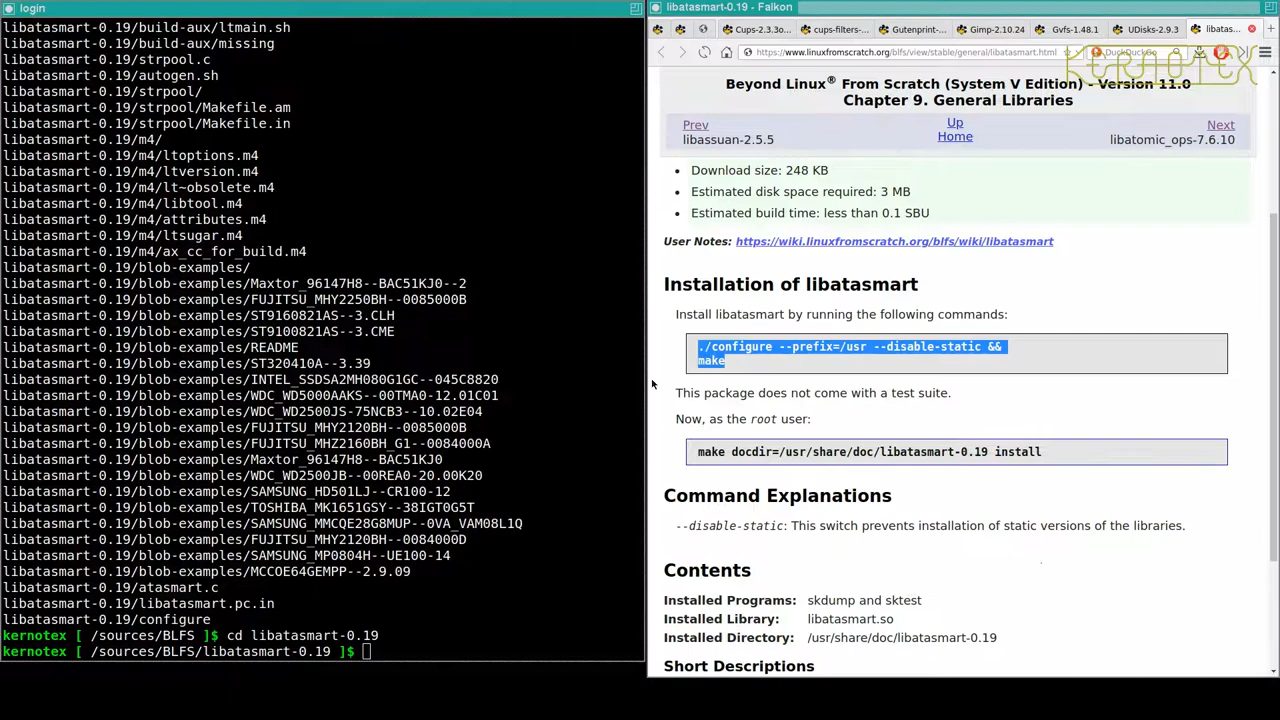 login
libatasmart-0.19/build-aux/ltmain.sh
libatasmart-0.19/build-aux/missing
libatasmart-0.19/strpool.c
libatasmart-0.19/autogen.sh
libatasmart-0.19/strpool/
libatasmart-0.19/strpool/Makefile.am
libatasmart-0.19/strpool/Makefile.in
libatasmart-0.19/m4/
libatasmart-0.19/m4/ltoptions.m4
libatasmart-0.19/m4/ltversion.m4
libatasmart-0.19/m4/lt~obsolete.m4
libatasmart-0.19/m4/libtool.m4
libatasmart-0.19/m4/attributes.m4
libatasmart-0.19/m4/ltsugar.m4
libatasmart-0.19/m4/ax_cc_for_build.m4
libatasmart-0.19/blob-examples/
libatasmart-0.19/blob-examples/Maxtor_96147H8--BAC51KJ0--2
libatasmart-0.19/blob-examples/FUJITSU_MHY2250BH--0085000B
libatasmart-0.19/blob-examples/ST9160821AS--3.CLH
libatasmart-0.19/blob-examples/ST9100821AS--3.CME
libatasmart-0.19/blob-examples/README
libatasmart-0.19/blob-examples/ST320410A--3.39
libatasmart-0.19/blob-examples/INTEL_SSDSA2MH080G1GC--045C8820
libatasmart-0.19/blob-examples/WDC_WD5000AAKS--00TMA0-12.01C01
libatasmart-0.19/blob-examples/WDC_WD2500JS-75NCB3--10.02E04
libatasmart-0.19/blob-examples/FUJITSU_MHY2120BH--0085000B
libatasmart-0.19/blob-examples/FUJITSU_MHZ2160BH_G1--0084000A
libatasmart-0.19/blob-examples/Maxtor_96147H8--BAC51KJ0
libatasmart-0.19/blob-examples/WDC_WD2500JB--00REA0-20.00K20
libatasmart-0.19/blob-examples/SAMSUNG_HD501LJ--CR100-12
libatasmart-0.19/blob-examples/TOSHIBA_MK1651GSY--38IGT0G5T
libatasmart-0.19/blob-examples/SAMSUNG_MMCQE28G8MUP--0VA_VAM08L1Q
libatasmart-0.19/blob-examples/FUJITSU_MHY2120BH--0084000D
libatasmart-0.19/blob-examples/SAMSUNG_MP0804H--UE100-14
libatasmart-0.19/blob-examples/MCCOE64GEMPP--2.9.09
libatasmart-0.19/atasmart.c
libatasmart-0.19/libatasmart.pc.in
libatasmart-0.19/configure
kernotex [ /sources/BLFS ]$ cd libatasmart-0.19
kernotex [ /sources/BLFS/libatasmart-0.19 ]$
libatasmart-0.19 - Falkon
Cups-2.3.3o... cups-filters-... Gutenprint-... Gimp-2.10.24 Gvfs-1.48.1 UDisks-2.9.3 libatasmart...
https://www.linuxfromscratch.org/blfs/view/stable/general/libatasmart.html DuckDuckGo
KERNOTEX
Beyond Linux® From Scratch (System V Edition) - Version 11.0
Chapter 9. General Libraries
Prev Up Next
libassuan-2.5.5 Home libatomic_ops-7.6.10
• Download size: 248 KB
• Estimated disk space required: 3 MB
• Estimated build time: less than 0.1 SBU
User Notes: https://wiki.linuxfromscratch.org/blfs/wiki/libatasmart
Installation of libatasmart
Install libatasmart by running the following commands:
./configure --prefix=/usr --disable-static &&
make
This package does not come with a test suite.
Now, as the root user:
make docdir=/usr/share/doc/libatasmart-0.19 install
Command Explanations
--disable-static: This switch prevents installation of static versions of the libraries.
Contents
Installed Programs: skdump and sktest
Installed Library: libatasmart.so
Installed Directory: /usr/share/doc/libatasmart-0.19
Short Descriptions